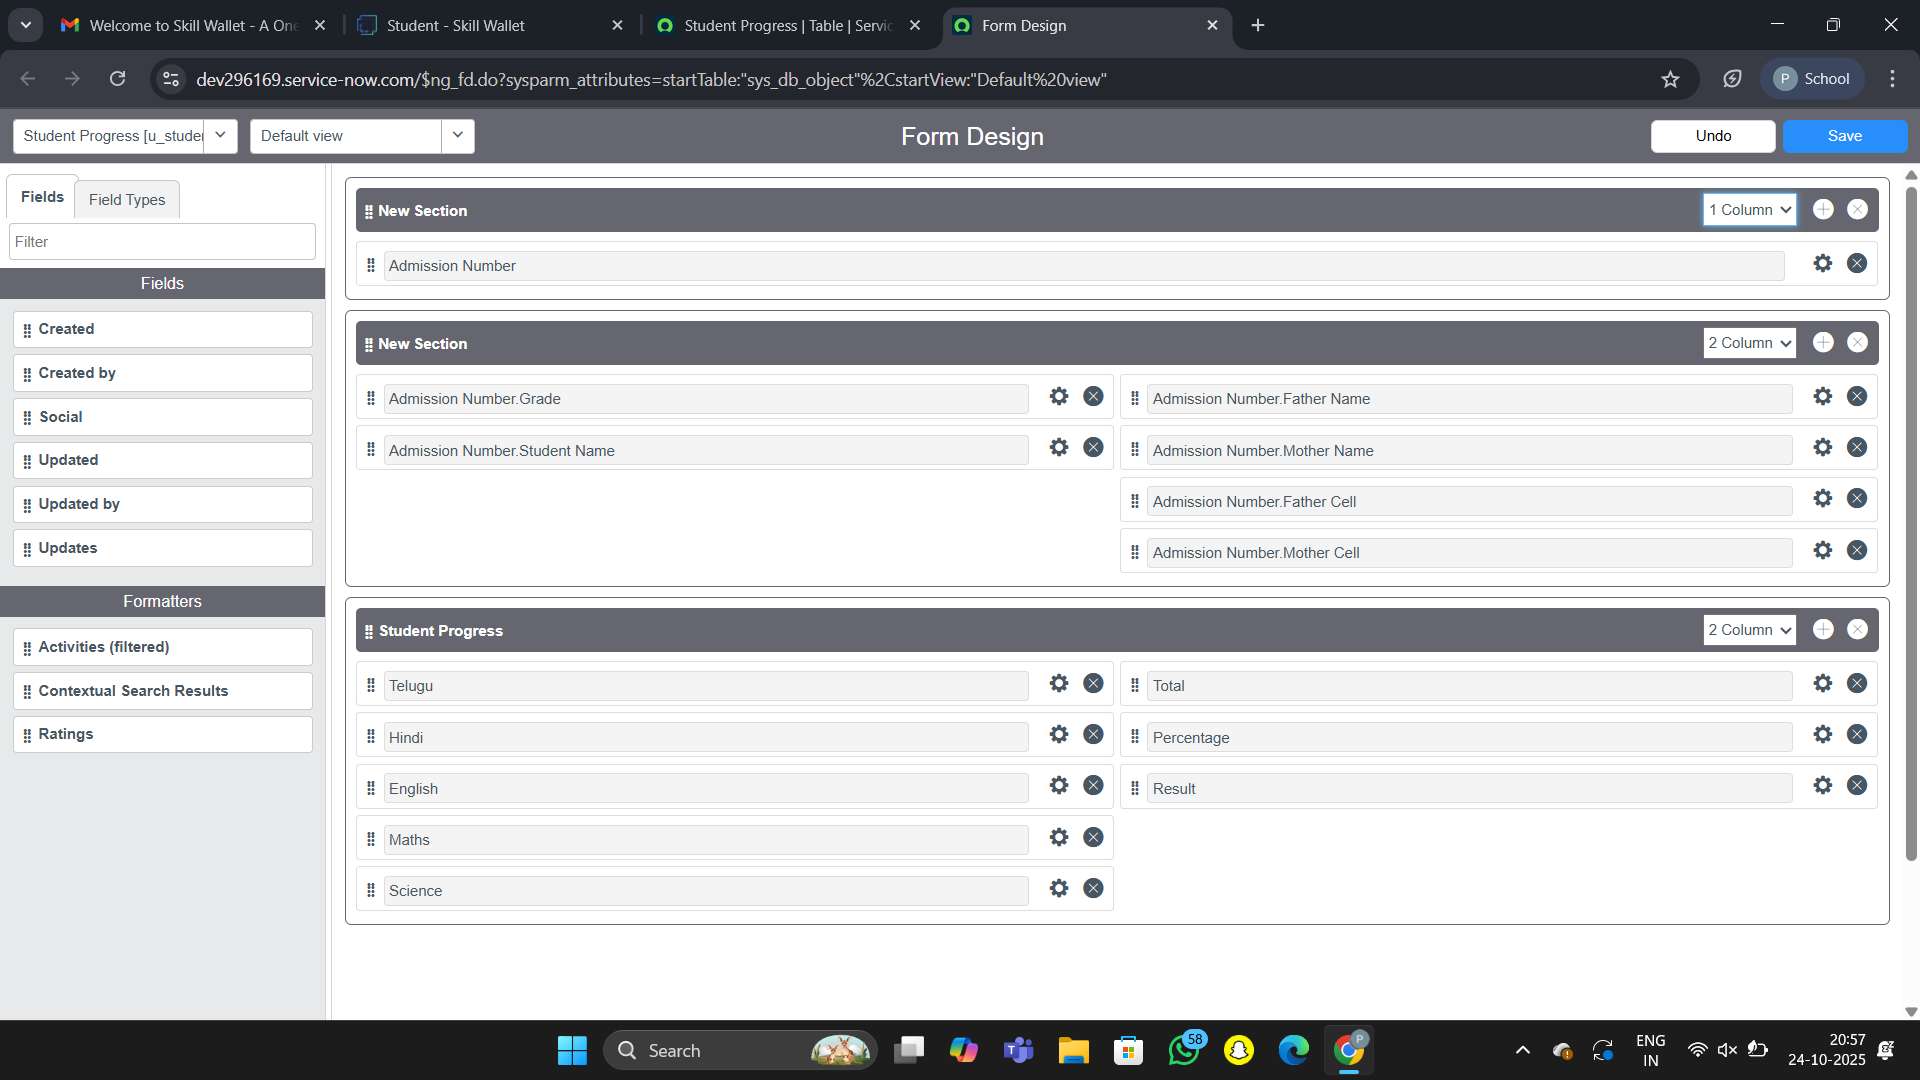 Welcome to Skill Wallet - A One
Student - Skill Wallet
Student Progress | Table | Servic
Form Design
dev296169.service-now.com/$ng_fd.do?sysparm_attributes=startTable:"sys_db_object"%2CstartView:"Default%20view"
P School
Student Progress [u_studer
Default view
Form Design
Undo
Save
Fields
Field Types
Filter
Fields
Created
Created by
Social
Updated
Updated by
Updates
Formatters
Activities (filtered)
Contextual Search Results
Ratings
New Section
1 Column
Admission Number
New Section
2 Column
Admission Number.Grade
Admission Number.Father Name
Admission Number.Student Name
Admission Number.Mother Name
Admission Number.Father Cell
Admission Number.Mother Cell
Student Progress
2 Column
Telugu
Total
Hindi
Percentage
English
Result
Maths
Science
Search
58
P
ENG
IN
20:57
24-10-2025